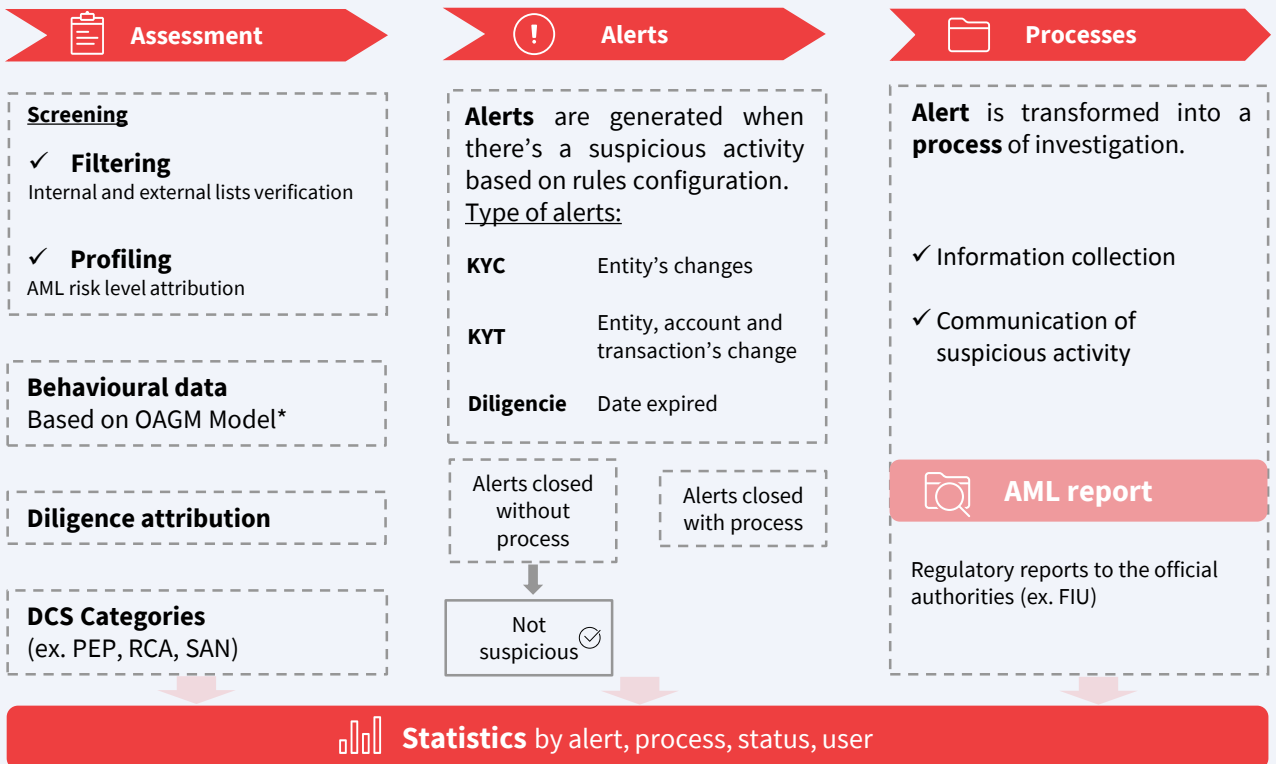 Assessment
Screening
✓ Filtering
Internal and external lists verification
✓ Profiling
AML risk level attribution
Behavioural data
Based on OAGM Model*
Diligence attribution
DCS Categories
(ex. PEP, RCA, SAN)
Alerts
Alerts are generated when
there's a suspicious activity
based on rules configuration.
Type of alerts:
KYC Entity's changes
KYT Entity, account and
transaction's change
Diligencie Date expired
Alerts closed
without
process
Alerts closed
with process
Not
suspicious
Processes
Alert is transformed into a
process of investigation.
✓ Information collection
✓ Communication of
suspicious activity
AML report
Regulatory reports to the official
authorities (ex. FIU)
Statistics by alert, process, status, user